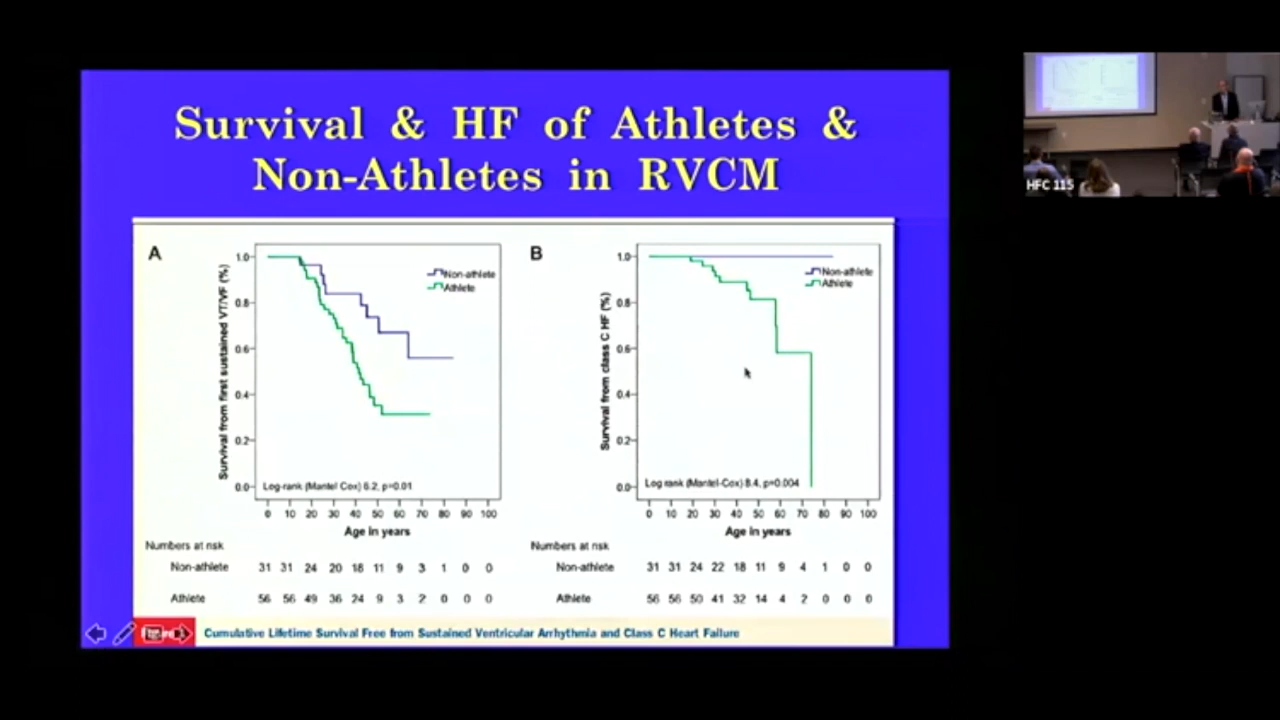 Survival & HF of Athletes &
Non-Athletes in RVCM
A
Survival from first sustained VT/VF (%)
1.0
0.8
0.6
0.4
0.2
0.0
Non-athlete
Athlete
Log-rank (Mantel Cox) 6.2, p=0.01
0 10 20 30 40 50 60 70 80 90 100
Age in years
Numbers at risk
Non-athlete 31 31 24 20 18 11 9 3 1 0 0
Athlete 56 56 49 36 24 9 3 2 0 0 0
B
Survival from class C HF (%)
1.0
0.8
0.6
0.4
0.2
0.0
Non-athlete
Athlete
Log rank (Mantel-Cox) 8.4, p=0.004
0 10 20 30 40 50 60 70 80 90 100
Age in years
Numbers at risk
Non-athlete 31 31 24 22 18 11 9 4 1 0 0
Athlete 56 56 50 41 32 14 4 2 0 0 0
Cumulative Lifetime Survival Free from Sustained Ventricular Arrhythmia and Class C Heart Failure
HFC 115